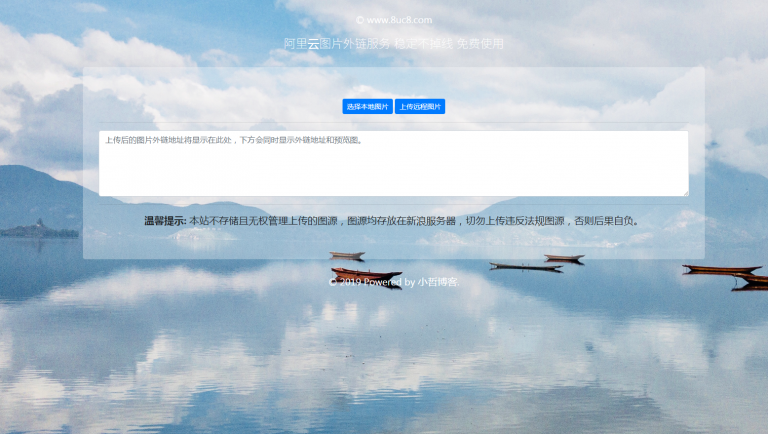 © www.8uc8.com
阿里云图片外链服务 稳定不掉线 免费使用
选择本地图片 上传远程图片
上传后的图片外链地址将显示在此处，下方会同时显示外链地址和预览图。
温馨提示: 本站不存储且无权管理上传的图源，图源均存放在新浪服务器，切勿上传违反法规图源，否则后果自负。
© 2019 Powered by 小哲博客.